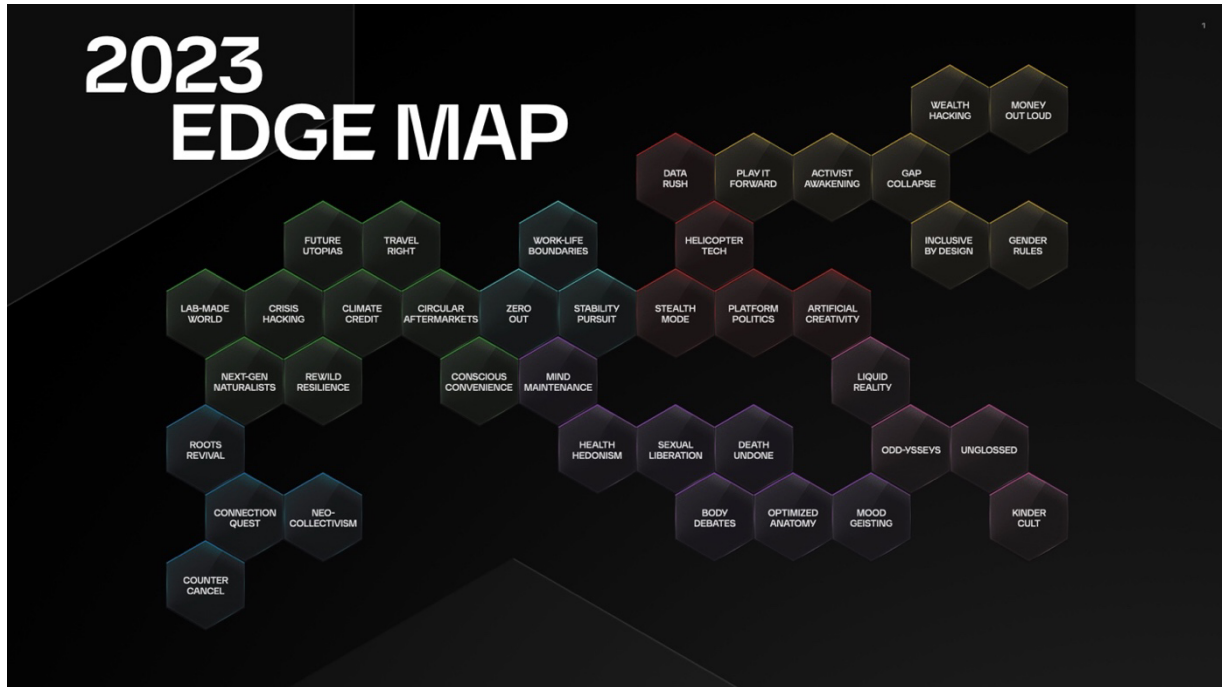 2023
EDGE MAP
1
WEALTH
HACKING
MONEY
OUT LOUD
DATA
RUSH
PLAY IT
FORWARD
ACTIVIST
AWAKENING
GAP
COLLAPSE
FUTURE
UTOPIAS
TRAVEL
RIGHT
WORK-LIFE
BOUNDARIES
HELICOPTER
TECH
INCLUSIVE
BY DESIGN
GENDER
RULES
LAB-MADE
WORLD
CRISIS
HACKING
CLIMATE
CREDIT
CIRCULAR
AFTERMARKETS
ZERO
OUT
STABILITY
PURSUIT
STEALTH
MODE
PLATFORM
POLITICS
ARTIFICIAL
CREATIVITY
NEXT-GEN
NATURALISTS
REWILD
RESILIENCE
CONSCIOUS
CONVENIENCE
MIND
MAINTENANCE
LIQUID
REALITY
ROOTS
REVIVAL
HEALTH
HEDONISM
SEXUAL
LIBERATION
DEATH
UNDONE
ODD-YSSEYS
UNGLOSSED
CONNECTION
QUEST
NEO-
COLLECTIVISM
BODY
DEBATES
OPTIMIZED
ANATOMY
MOOD
GEISTING
KINDER
CULT
COUNTER
CANCEL